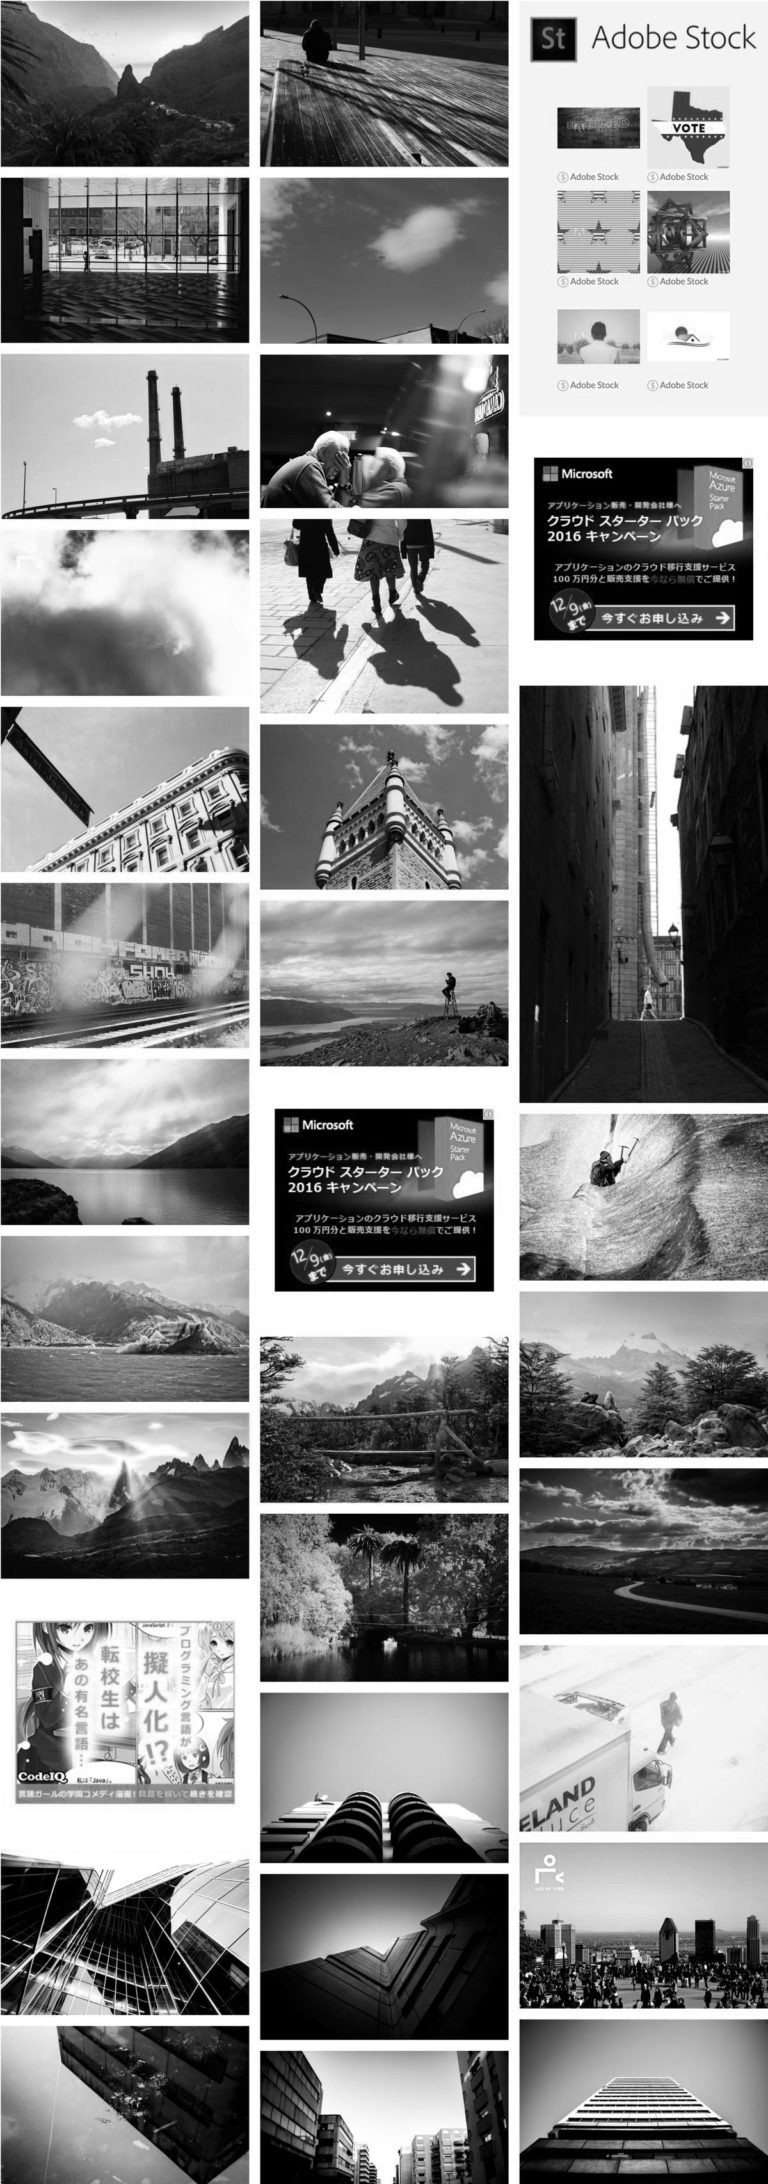 St Adobe Stock
VOTE
Adobe Stock
Adobe Stock
Adobe Stock
Adobe Stock
Adobe Stock
Adobe Stock
Microsoft
Microsoft
Azure
Starter
Pack
アプリケーション販売・開発会社様へ
クラウド スターター パック
2016 キャンペーン
アプリケーションのクラウド移行支援サービス
100 万円分と販売支援を今なら無償でご提供!
12/9(金)
まで
今すぐお申し込み
SHOK
Microsoft
Microsoft
Azure
Starter
Pack
アプリケーション販売・開発会社様へ
クラウド スターター パック
2016 キャンペーン
アプリケーションのクラウド移行支援サービス
100 万円分と販売支援を今なら無償でご提供!
12/9(金)
まで
今すぐお申し込み
JavaScript
プログラミング言語が
擬人化!?
転校生は
あの有名言語…
私は「Java」
CodeIQ
言語ガールの学園コメディ漫画!問題を解いて続きを確認
ELAND
uce
fresh
LIFE OF PIX